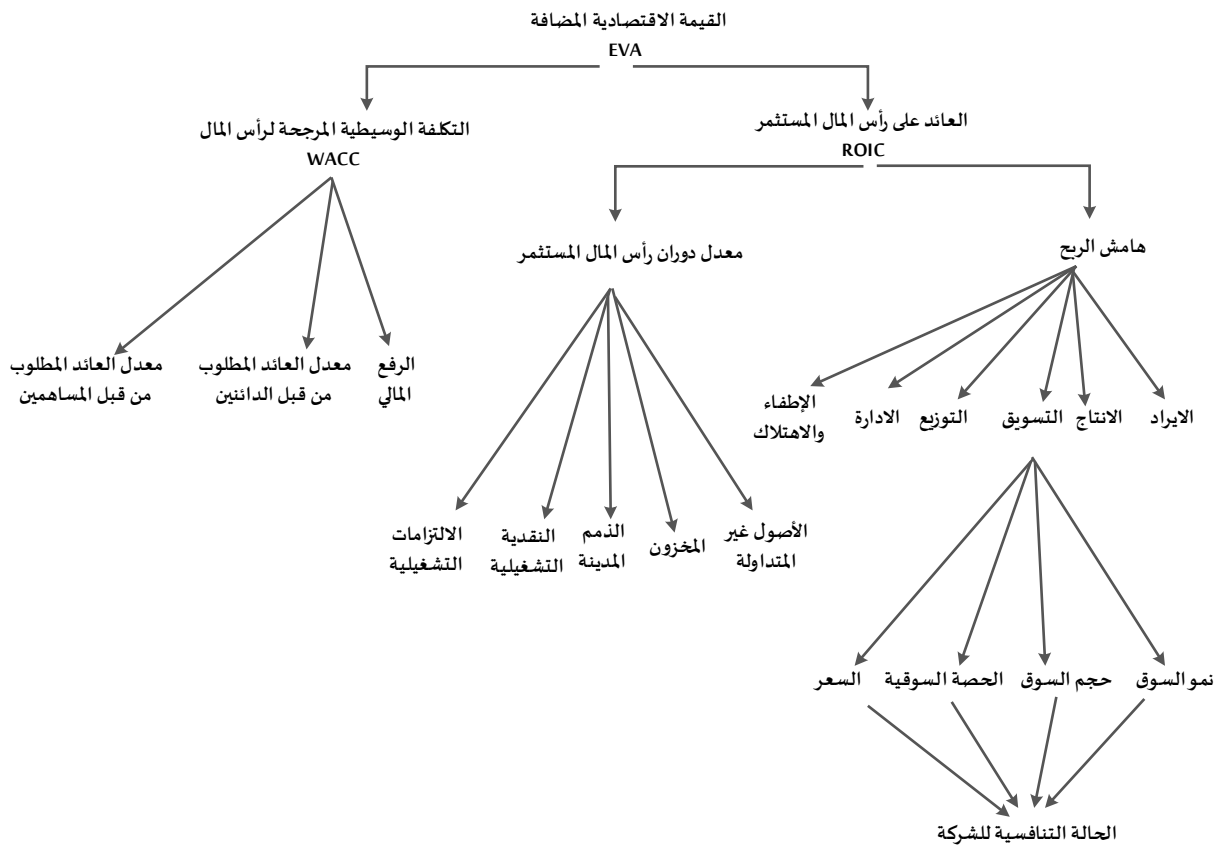 القيمة الاقتصادية المضافة
EVA
العائد على رأس المال المستثمر
ROIC
التكلفة الوسيطية المرجحة لرأس المال
WACC
هامش الربح
معدل دوران رأس المال المستثمر
الرفع
المالي
معدل العائد المطلوب
من قبل الدائنين
معدل العائد المطلوب
من قبل المساهمين
الايراد
الانتاج
التسويق
التوزيع
الادارة
الإطفاء
والاهتلاك
الأصول غير
المتداولة
المخزون
الذمم
المدينة
النقدية
التشغيلية
الالتزامات
التشغيلية
نمو السوق
حجم السوق
الحصة السوقية
السعر
الحالة التنافسية للشركة